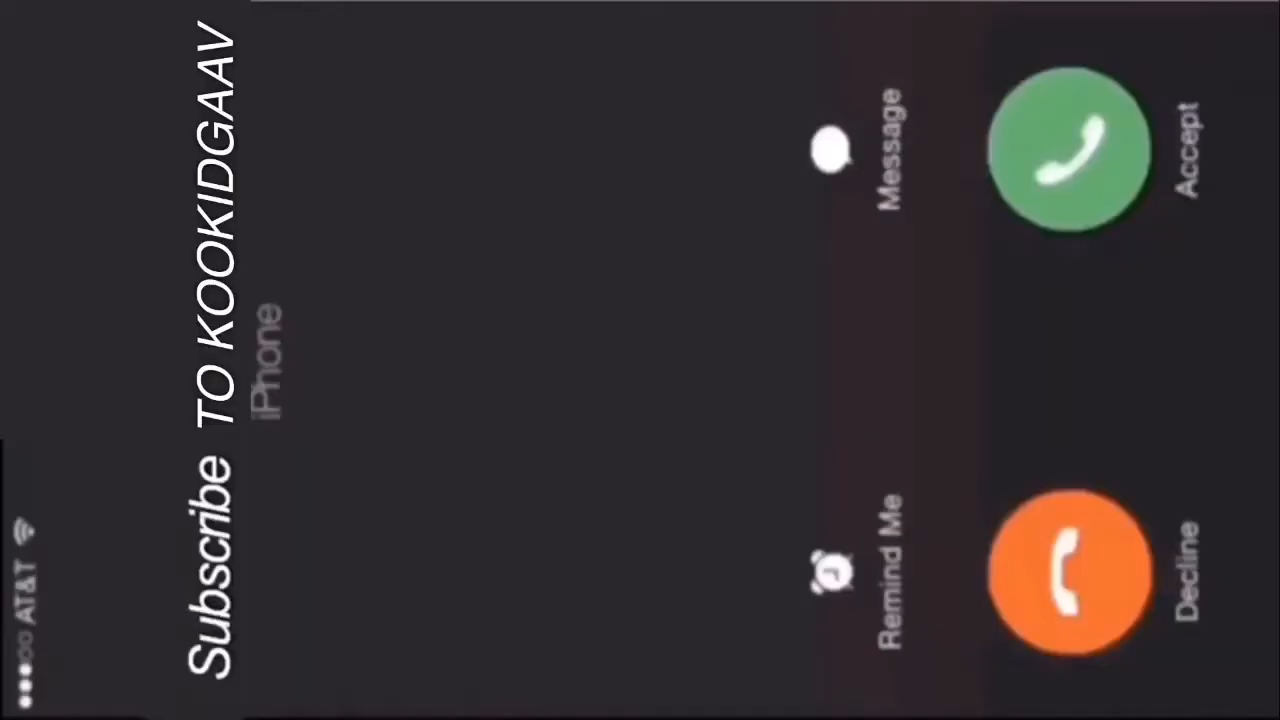 AT&T
Subscribe TO KOOKIDGAAV
iPhone
Remind Me
Message
Decline
Accept